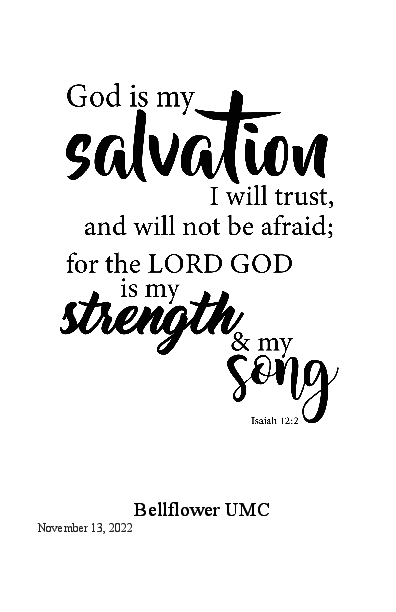 God is my
salvation
I will trust,
and will not be afraid;
for the LORD GOD
is my
strength
& my
song
Isaiah 12:2
Bellflower UMC
November 13, 2022